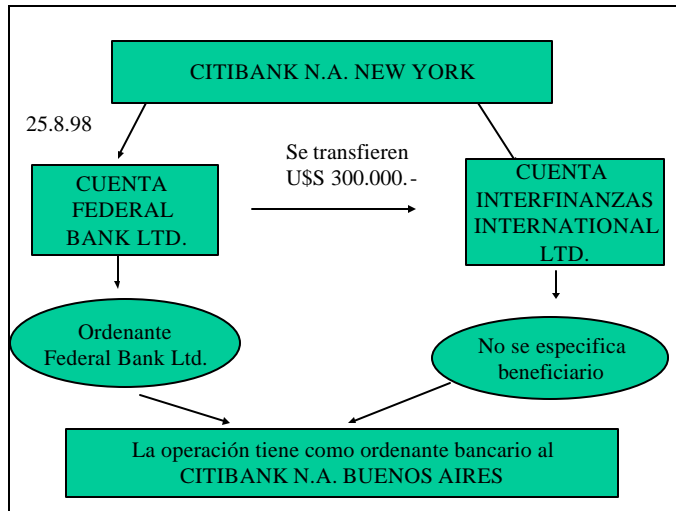 CITIBANK N.A. NEW YORK
25.8.98
Se transfieren
U$S 300.000.-
CUENTA
FEDERAL
BANK LTD.
CUENTA
INTERFINANZAS
INTERNATIONAL
LTD.
Ordenante
Federal Bank Ltd.
No se especifica
beneficiario
La operación tiene como ordenante bancario al
CITIBANK N.A. BUENOS AIRES